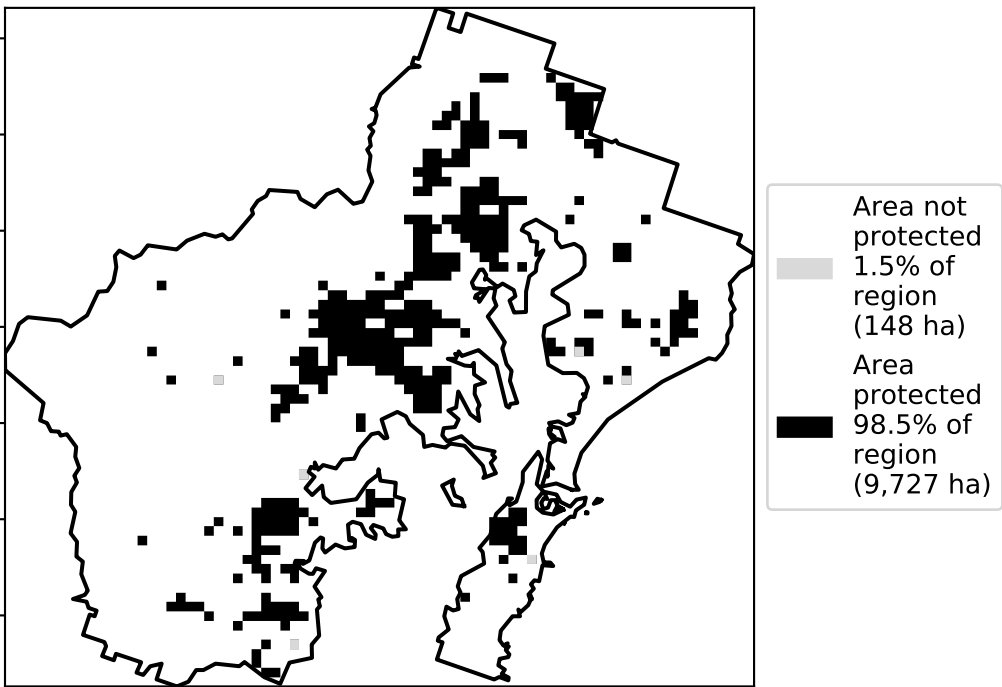 Area not
protected
1.5% of
region
(148 ha)
Area
protected
98.5% of
region
(9,727 ha)